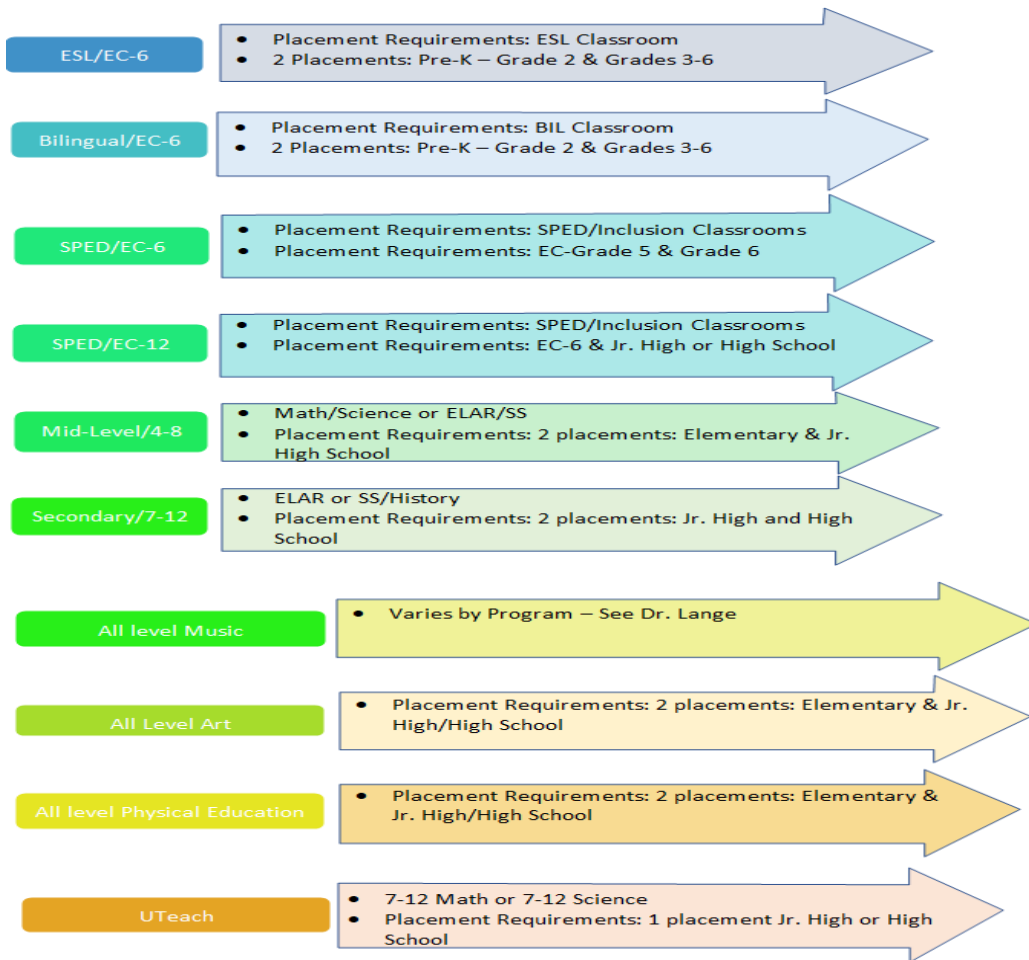 ESL/EC-6
• Placement Requirements: ESL Classroom
• 2 Placements: Pre-K – Grade 2 & Grades 3-6
Bilingual/EC-6
• Placement Requirements: BIL Classroom
• 2 Placements: Pre-K – Grade 2 & Grades 3-6
SPED/EC-6
• Placement Requirements: SPED/Inclusion Classrooms
• Placement Requirements: EC-Grade 5 & Grade 6
SPED/EC-12
• Placement Requirements: SPED/Inclusion Classrooms
• Placement Requirements: EC-6 & Jr. High or High School
Mid-Level/4-8
• Math/Science or ELAR/SS
• Placement Requirements: 2 placements: Elementary & Jr.
High School
Secondary/7-12
• ELAR or SS/History
• Placement Requirements: 2 placements: Jr. High and High
School
All level Music
• Varies by Program – See Dr. Lange
All Level Art
• Placement Requirements: 2 placements: Elementary & Jr.
High/High School
All level Physical Education
• Placement Requirements: 2 placements: Elementary &
Jr. High/High School
UTeach
• 7-12 Math or 7-12 Science
• Placement Requirements: 1 placement Jr. High or High
School